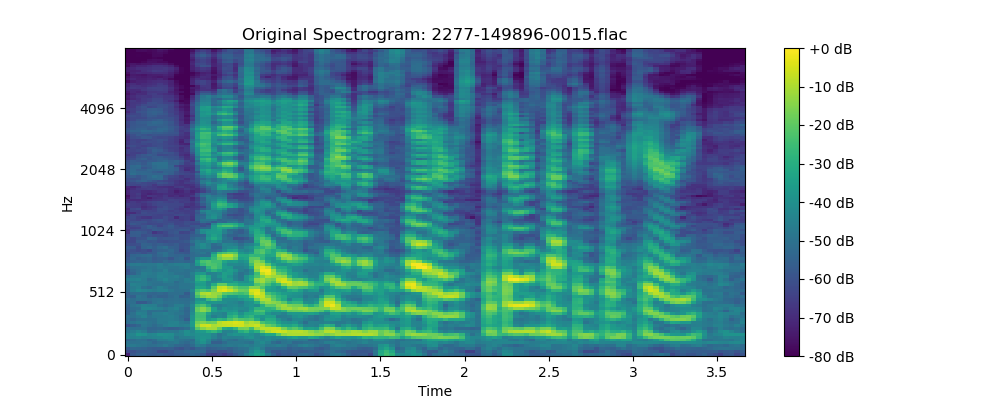 Original Spectrogram: 2277-149896-0015.flac
+0 dB
-10 dB
-20 dB
-30 dB
-40 dB
-50 dB
-60 dB
-70 dB
-80 dB
Hz
4096
2048
1024
512
0
0 0.5 1 1.5 2 2.5 3 3.5
Time